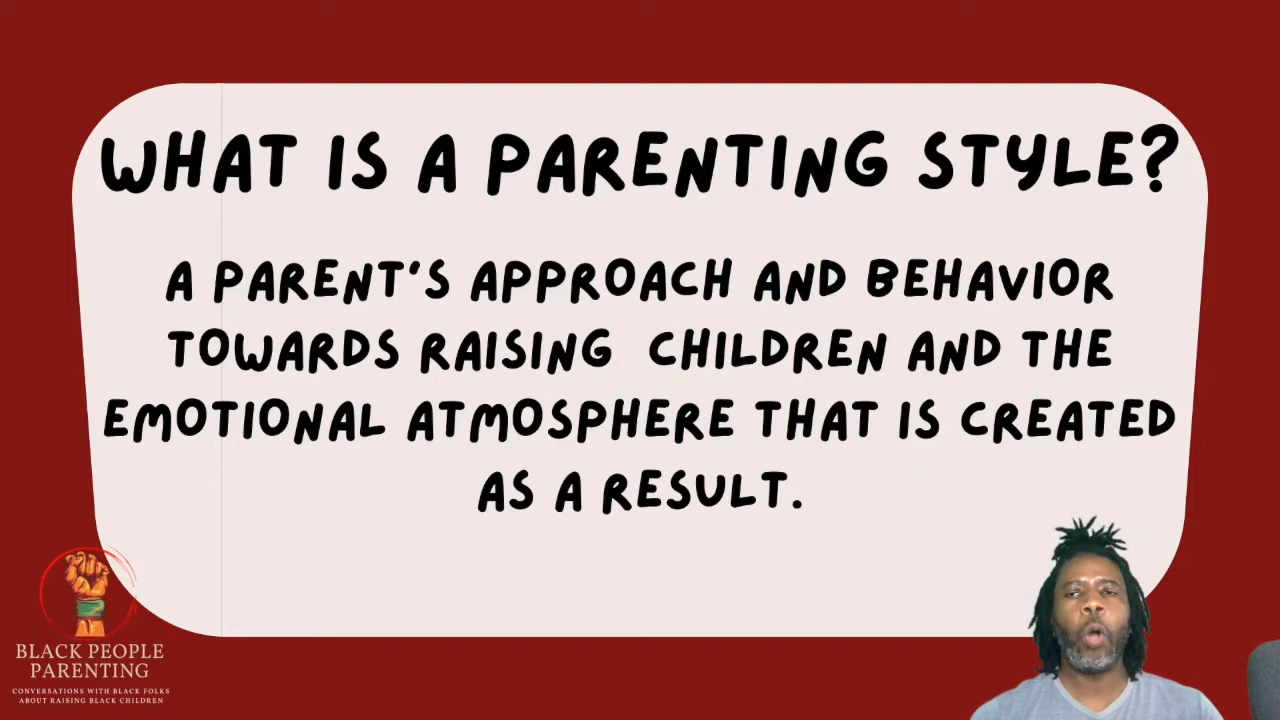 WHAT IS A PARENTING STYLE?
A PARENT'S APPROACH AND BEHAVIOR
TOWARDS RAISING CHILDREN AND THE
EMOTIONAL ATMOSPHERE THAT IS CREATED
AS A RESULT.
BLACK PEOPLE
PARENTING
CONVERSATIONS WITH BLACK FOLKS
ABOUT RAISING BLACK CHILDREN